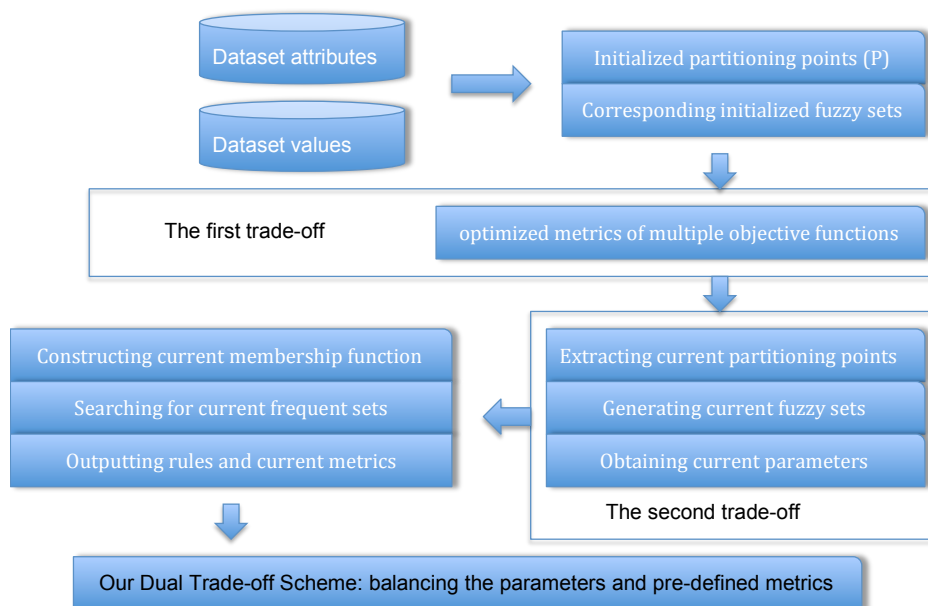 Dataset attributes
Dataset values
Initialized partitioning points (P)
Corresponding initialized fuzzy sets
The first trade-off
optimized metrics of multiple objective functions
Extracting current partitioning points
Generating current fuzzy sets
Obtaining current parameters
The second trade-off
Constructing current membership function
Searching for current frequent sets
Outputting rules and current metrics
Our Dual Trade-off Scheme: balancing the parameters and pre-defined metrics